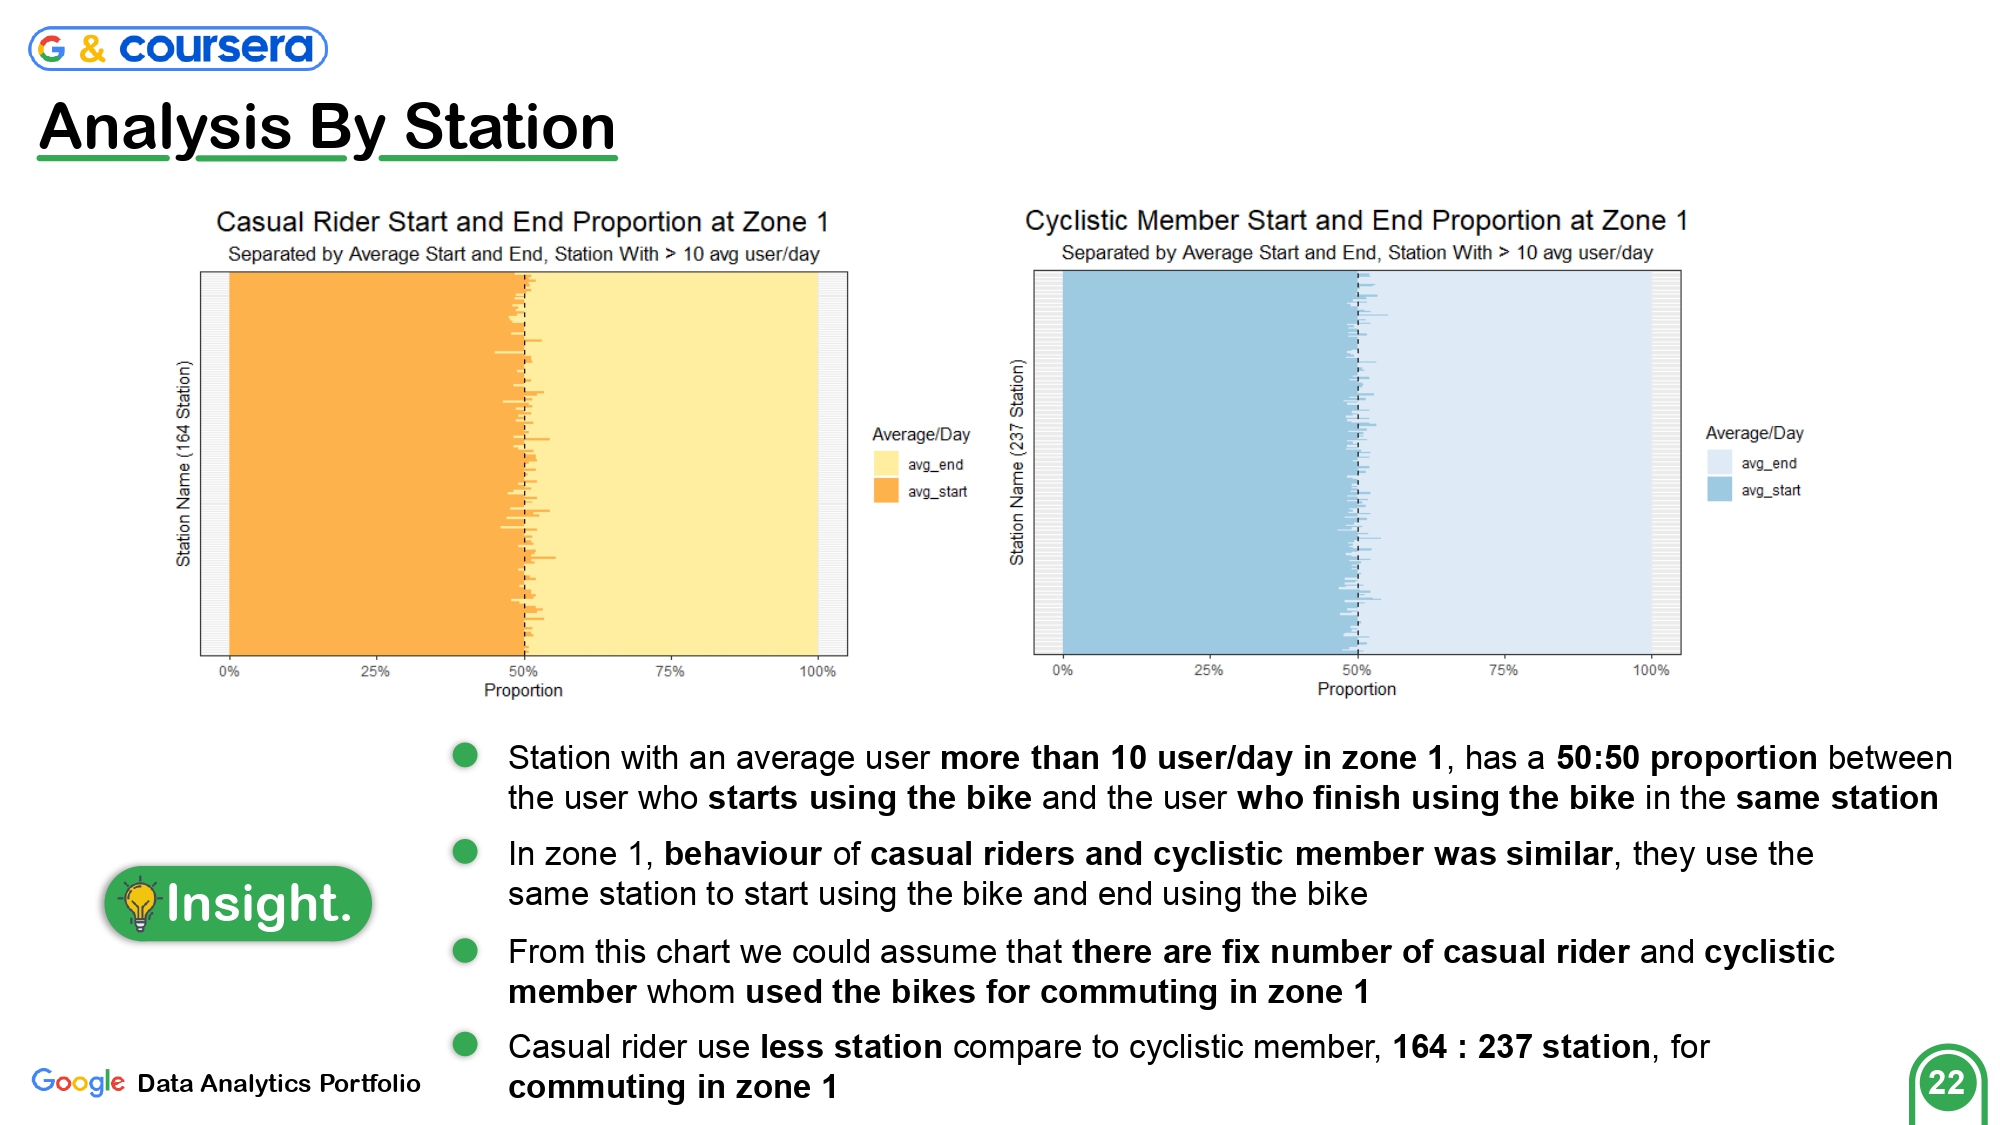 G & coursera
Analysis By Station
Casual Rider Start and End Proportion at Zone 1
Separated by Average Start and End, Station With > 10 avg user/day
Station Name (164 Station)
0% 25% 50% 75% 100%
Proportion
Average/Day
avg_end
avg_start
Cyclistic Member Start and End Proportion at Zone 1
Separated by Average Start and End, Station With > 10 avg user/day
Station Name (237 Station)
0% 25% 50% 75% 100%
Proportion
Average/Day
avg_end
avg_start
Insight.
Station with an average user more than 10 user/day in zone 1, has a 50:50 proportion between
the user who starts using the bike and the user who finish using the bike in the same station
In zone 1, behaviour of casual riders and cyclistic member was similar, they use the
same station to start using the bike and end using the bike
From this chart we could assume that there are fix number of casual rider and cyclistic
member whom used the bikes for commuting in zone 1
Casual rider use less station compare to cyclistic member, 164 : 237 station, for
commuting in zone 1
Google Data Analytics Portfolio
22